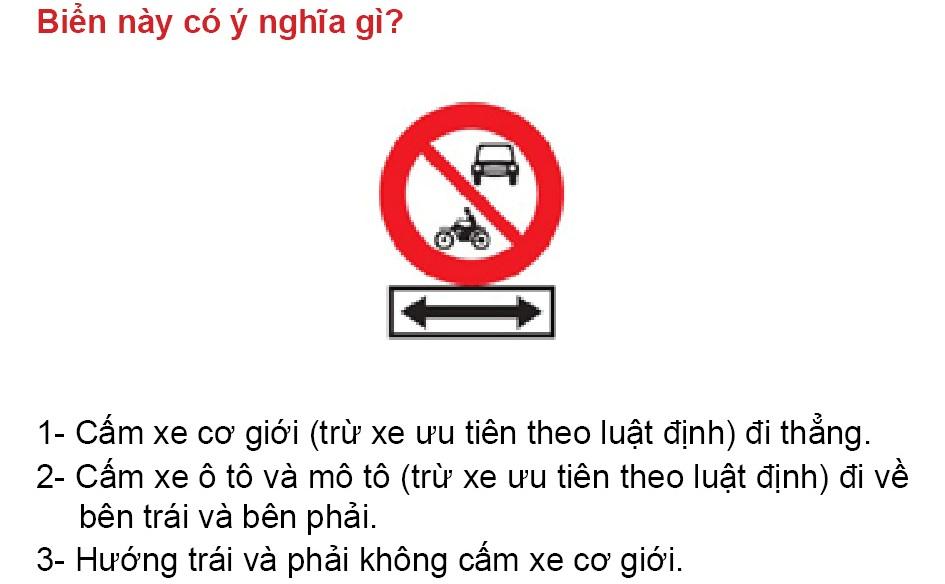 Biển này có ý nghĩa gì?
1- Cấm xe cơ giới (trừ xe ưu tiên theo luật định) đi thẳng.
2- Cấm xe ô tô và mô tô (trừ xe ưu tiên theo luật định) đi về
bên trái và bên phải.
3- Hướng trái và phải không cấm xe cơ giới.